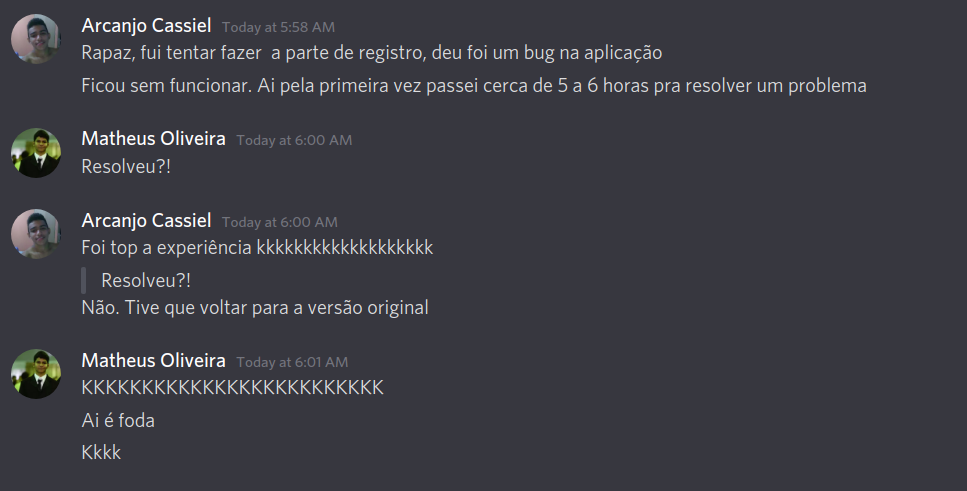 Arcanjo Cassiel Today at 5:58 AM
Rapaz, fui tentar fazer a parte de registro, deu foi um bug na aplicação
Ficou sem funcionar. Ai pela primeira vez passei cerca de 5 a 6 horas pra resolver um problema
Matheus Oliveira Today at 6:00 AM
Resolveu?!
Arcanjo Cassiel Today at 6:00 AM
Foi top a experiência kkkkkkkkkkkkkkkkkkk
Resolveu?!
Não. Tive que voltar para a versão original
Matheus Oliveira Today at 6:01 AM
KKKKKKKKKKKKKKKKKKKKKKKKK
Ai é foda
Kkkk